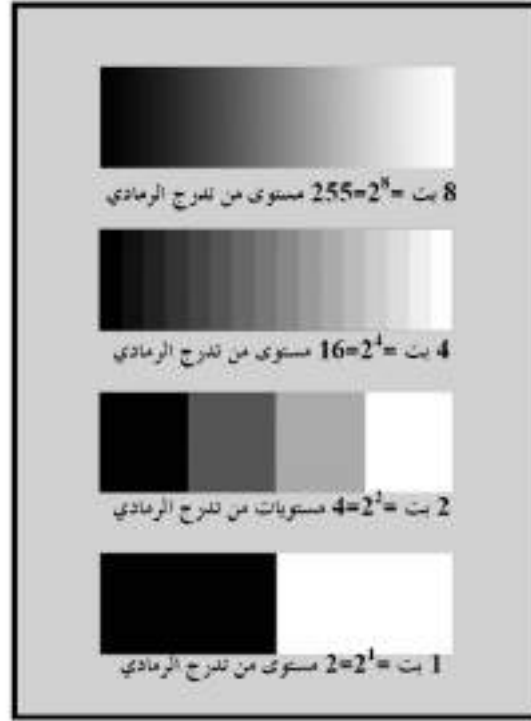 8 بت =2⁸=255 مستوى من تدرج الرمادي
4 بت =2⁴=16 مستوى من تدرج الرمادي
2 بت =2²=4 مستويات من تدرج الرمادي
1 بت =2¹=2 مستوى من تدرج الرمادي